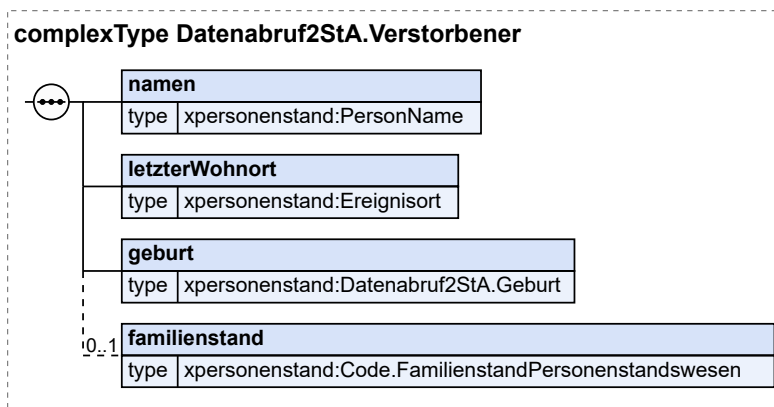 complexType Datenabruf2StA.Verstorbener
namen
type xpersonenstand:PersonName
letzterWohnort
type xpersonenstand:Ereignisort
geburt
type xpersonenstand:Datenabruf2StA.Geburt
0..1 familienstand
type xpersonenstand:Code.FamilienstandPersonenstandswesen